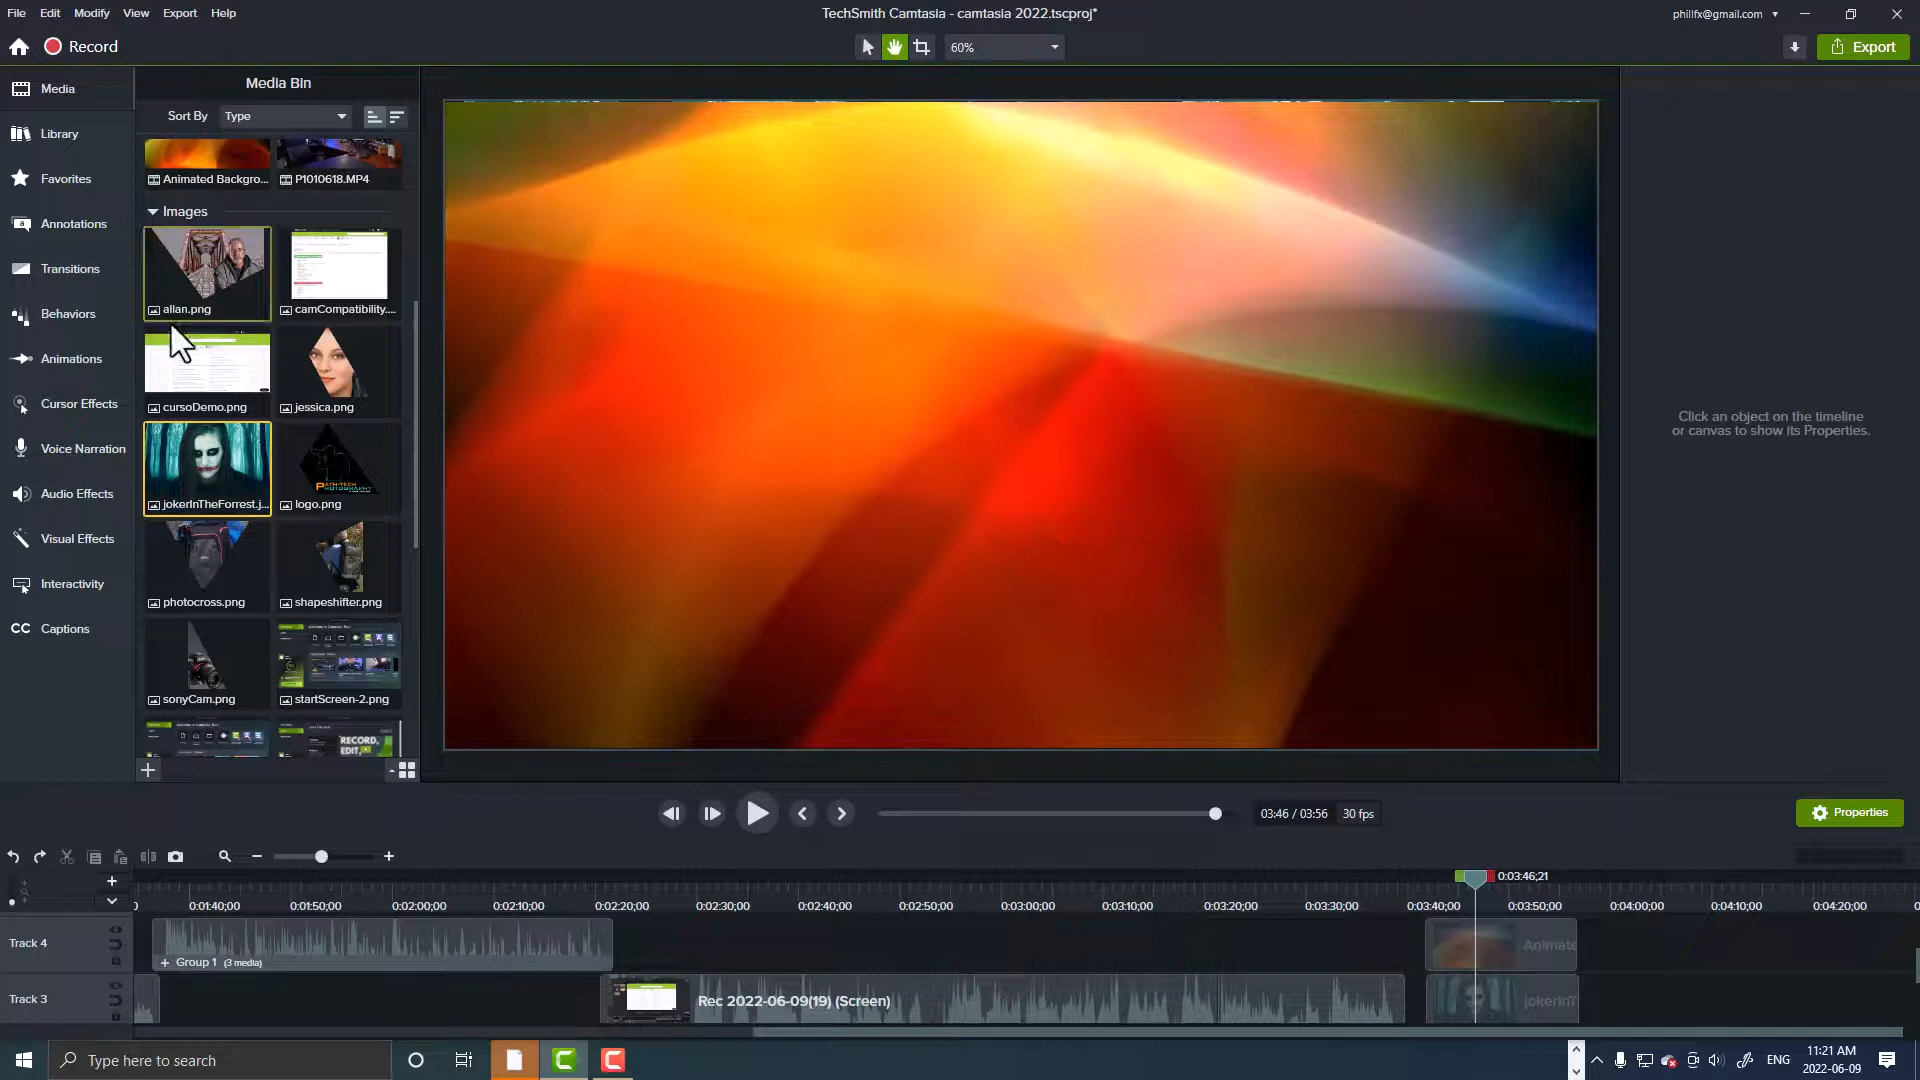 File Edit Modify View Export Help
TechSmith Camtasia - camtasia 2022.tscproj*
phillfx@gmail.com
Record
60%
Export
Media
Library
Favorites
Annotations
Transitions
Behaviors
Animations
Cursor Effects
Voice Narration
Audio Effects
Visual Effects
Interactivity
CC Captions
Media Bin
Sort By Type
Animated Backgro... P1010618.MP4
Images
allan.png camCompatibility....
cursoDemo.png jessica.png
jokerInTheForrest.j... logo.png
photocross.png shapeshifter.png
sonyCam.png startScreen-2.png
RECORD,
EDIT,
Click an object on the timeline
or canvas to show its Properties.
03:46 / 03:56 30 fps
Properties
0:03:46;21
0:01:40;00 0:01:50;00 0:02:00;00 0:02:10;00 0:02:20;00 0:02:30;00 0:02:40;00 0:02:50;00 0:03:00;00 0:03:10;00 0:03:20;00 0:03:30;00 0:03:40;00 0:03:50;00 0:04:00;00 0:04:10;00 0:04:20;00
Track 4
+ Group 1 (3 media)
Animate
Track 3
Rec 2022-06-09(19) (Screen)
jokerInT
Type here to search
ENG
11:21 AM
2022-06-09